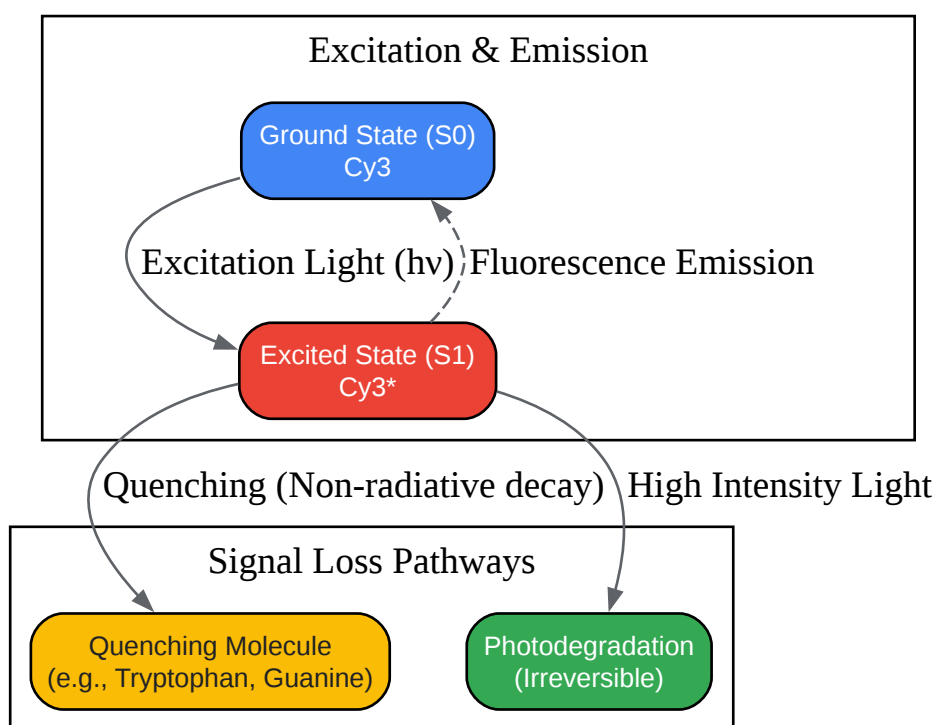 Excitation & Emission
Ground State (S0)
Cy3
Excitation Light (hν)
Fluorescence Emission
Excited State (S1)
Cy3*
Quenching (Non-radiative decay)
High Intensity Light
Signal Loss Pathways
Quenching Molecule
(e.g., Tryptophan, Guanine)
Photodegradation
(Irreversible)